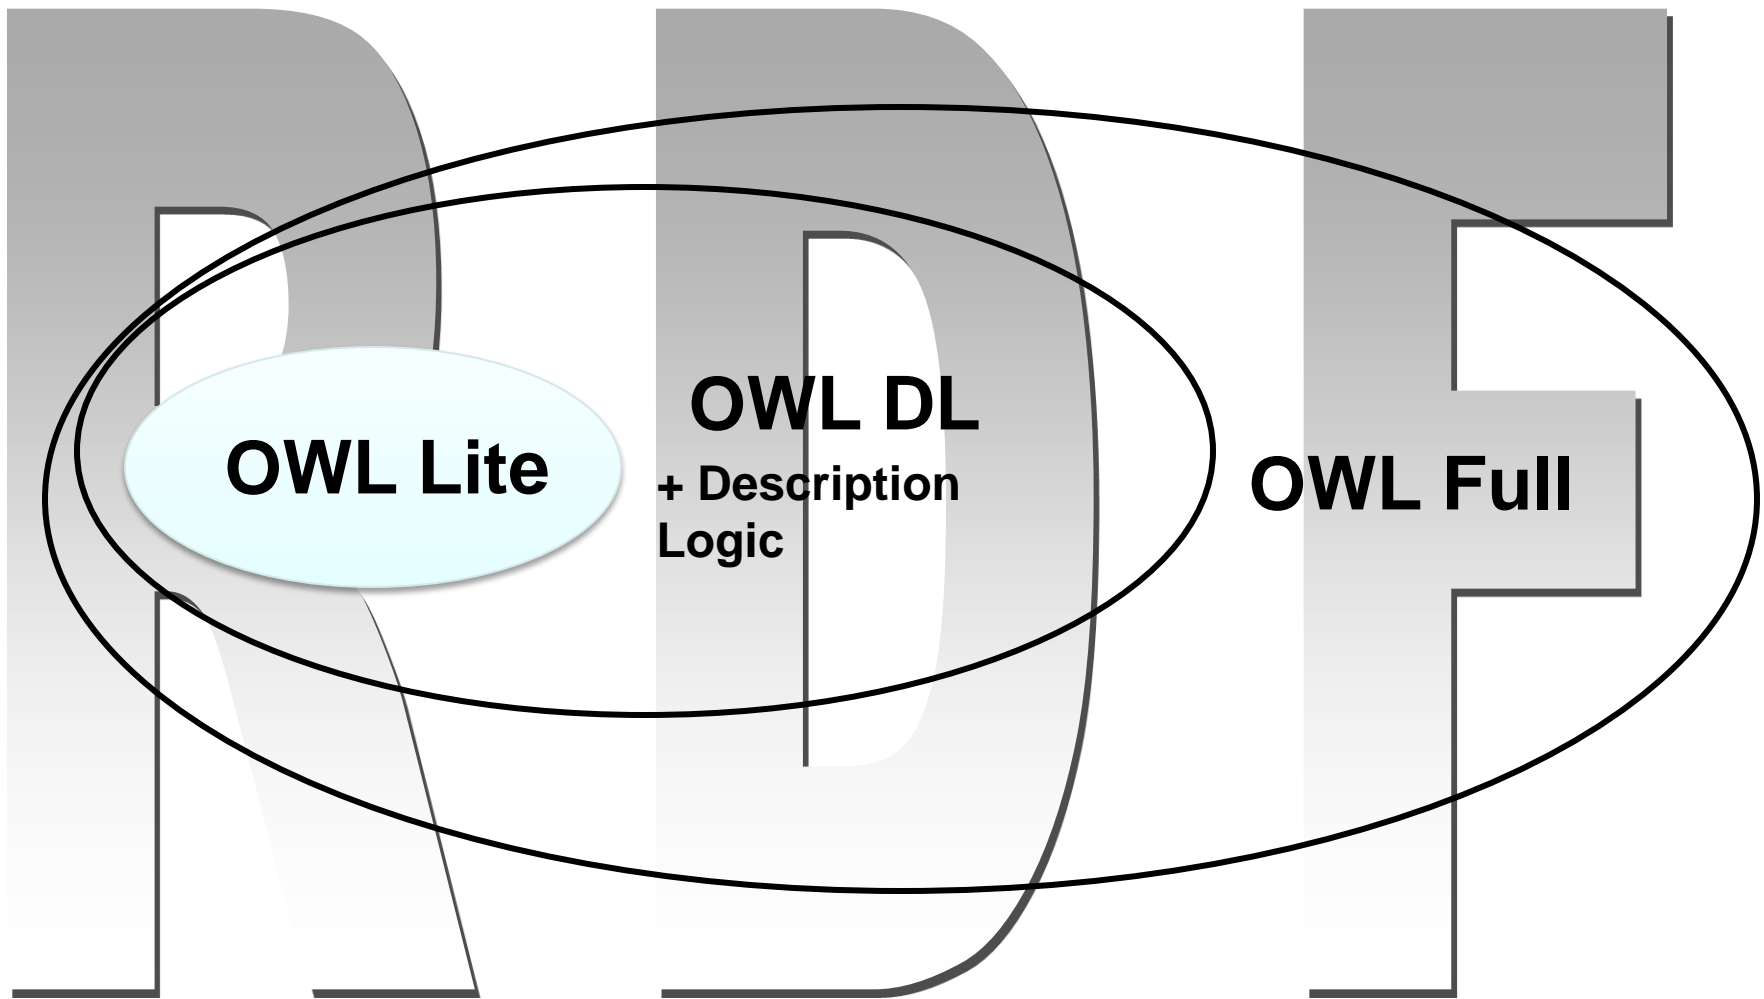 RDF
OWL Lite
OWL DL
+ Description
Logic
OWL Full